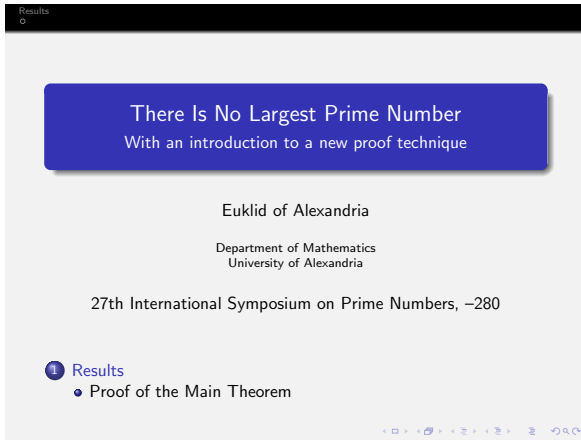 Results
There Is No Largest Prime Number
With an introduction to a new proof technique
Euklid of Alexandria
Department of Mathematics
University of Alexandria
27th International Symposium on Prime Numbers, –280
1 Results
Proof of the Main Theorem